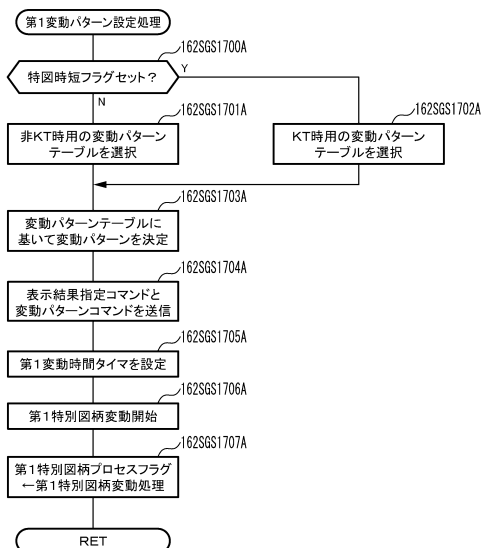 第1変動パターン設定処理
162SGS1700A
特図時短フラグセット？
Y
N
162SGS1701A
非KT時用の変動パターン
テーブルを選択
162SGS1702A
KT時用の変動パターン
テーブルを選択
162SGS1703A
変動パターンテーブルに
基いて変動パターンを決定
162SGS1704A
表示結果指定コマンドと
変動パターンコマンドを送信
162SGS1705A
第1変動時間タイマを設定
162SGS1706A
第1特別図柄変動開始
162SGS1707A
第1特別図柄プロセスフラグ
←第1特別図柄変動処理
RET